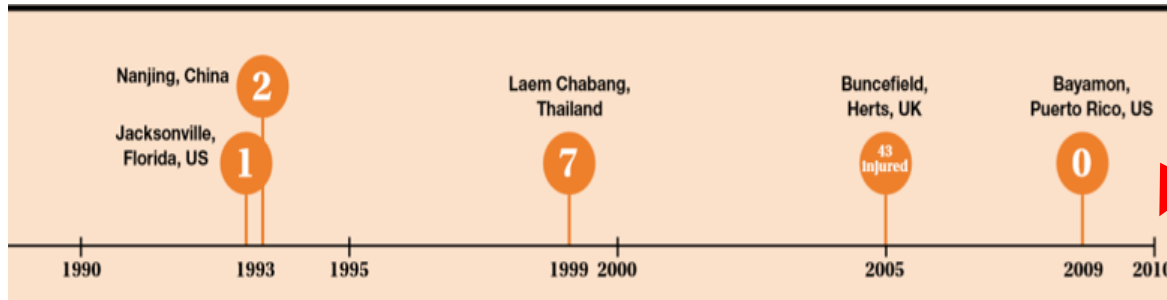 Nanjing, China
2
Jacksonville,
Florida, US
1
Laem Chabang,
Thailand
7
Buncefield,
Herts, UK
43
Injured
Bayamon,
Puerto Rico, US
0
1990
1993
1995
1999
2000
2005
2009
2010